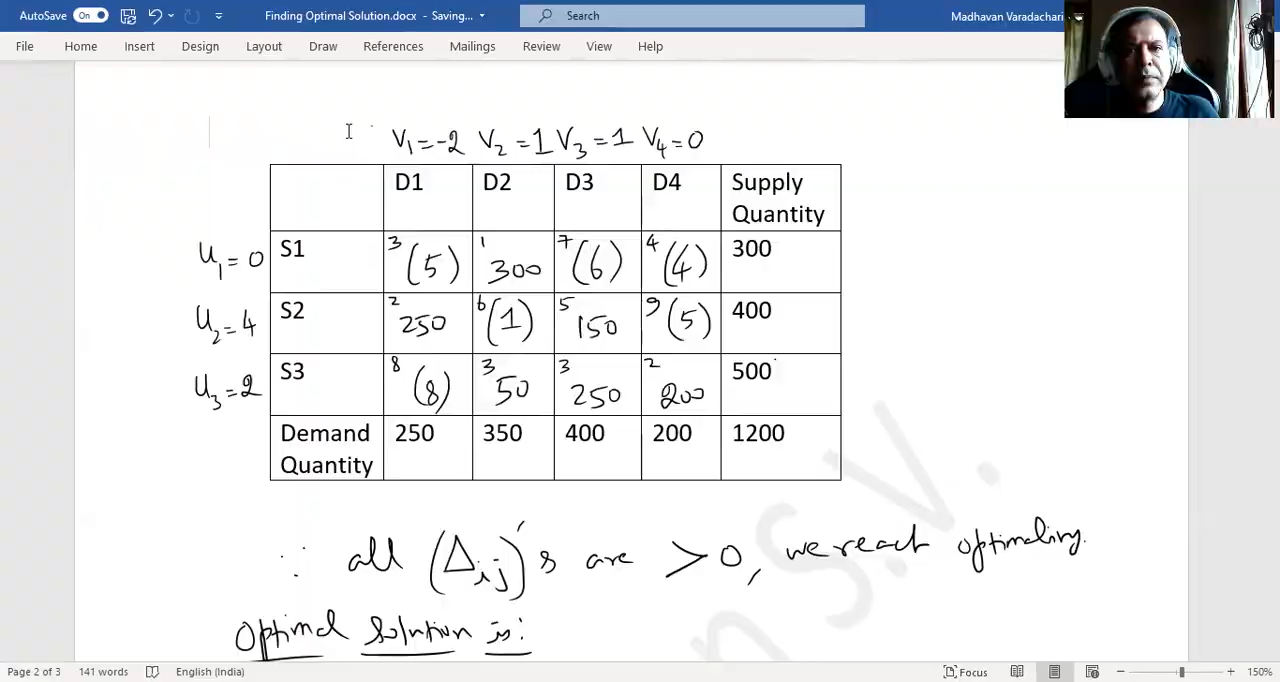 AutoSave On Finding Optimal Solution.docx - Saving... Search Madhavan Varadachari
File Home Insert Design Layout Draw References Mailings Review View Help
V1=-2 V2=1 V3=1 V4=0
D1 D2 D3 D4 Supply Quantity
U1=0 S1 3 (5) 1 300 7 (6) 4 (4) 300
U2=4 S2 2 250 6 (1) 5 150 9 (5) 400
U3=2 S3 8 (8) 3 50 3 250 2 200 500
Demand Quantity 250 350 400 200 1200
∵ all (Δij)'s are > 0, we reach optimality.
Optimal Solution is:
n S.V.
Page 2 of 3 141 words English (India) Focus 150%